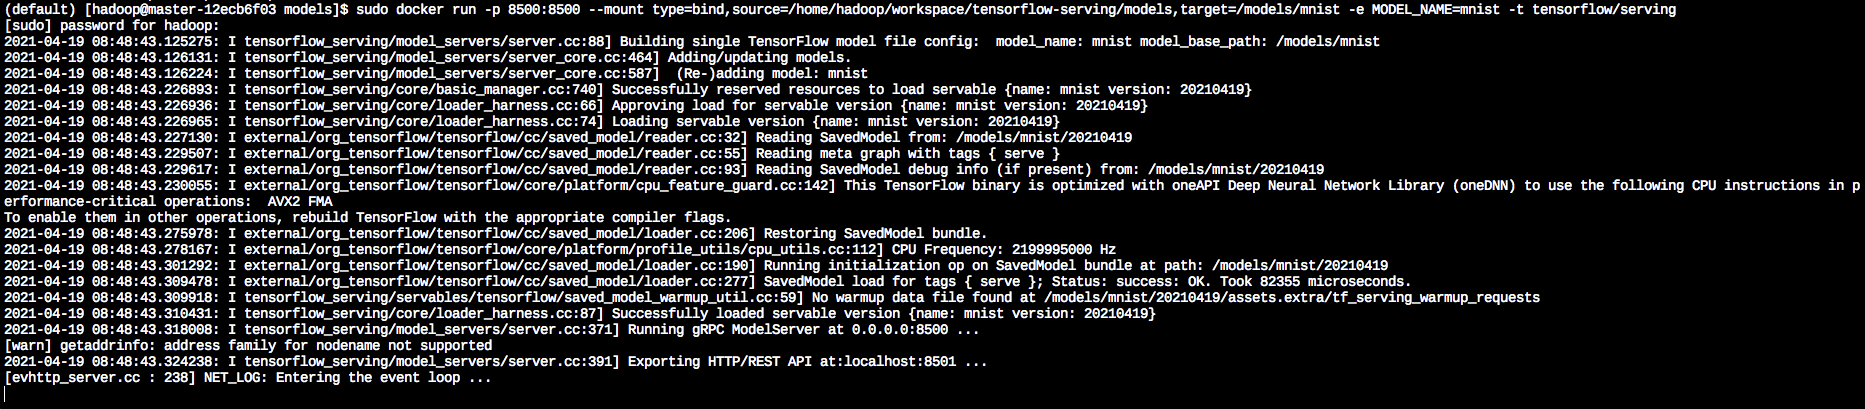 (default) [hadoop@master-12ecb6f03 models]$ sudo docker run -p 8500:8500 --mount type=bind,source=/home/hadoop/workspace/tensorflow-serving/models,target=/models/mnist -e MODEL_NAME=mnist -t tensorflow/serving
[sudo] password for hadoop:
2021-04-19 08:48:43.125275: I tensorflow_serving/model_servers/server.cc:88] Building single TensorFlow model file config:  model_name: mnist model_base_path: /models/mnist
2021-04-19 08:48:43.126131: I tensorflow_serving/model_servers/server_core.cc:464] Adding/updating models.
2021-04-19 08:48:43.126224: I tensorflow_serving/model_servers/server_core.cc:587]  (Re-)adding model: mnist
2021-04-19 08:48:43.226893: I tensorflow_serving/core/basic_manager.cc:740] Successfully reserved resources to load servable {name: mnist version: 20210419}
2021-04-19 08:48:43.226936: I tensorflow_serving/core/loader_harness.cc:66] Approving load for servable version {name: mnist version: 20210419}
2021-04-19 08:48:43.226965: I tensorflow_serving/core/loader_harness.cc:74] Loading servable version {name: mnist version: 20210419}
2021-04-19 08:48:43.227130: I external/org_tensorflow/tensorflow/cc/saved_model/reader.cc:32] Reading SavedModel from: /models/mnist/20210419
2021-04-19 08:48:43.229507: I external/org_tensorflow/tensorflow/cc/saved_model/reader.cc:55] Reading meta graph with tags { serve }
2021-04-19 08:48:43.229617: I external/org_tensorflow/tensorflow/cc/saved_model/reader.cc:93] Reading SavedModel debug info (if present) from: /models/mnist/20210419
2021-04-19 08:48:43.230055: I external/org_tensorflow/tensorflow/core/platform/cpu_feature_guard.cc:142] This TensorFlow binary is optimized with oneAPI Deep Neural Network Library (oneDNN) to use the following CPU instructions in p
erformance-critical operations:  AVX2 FMA
To enable them in other operations, rebuild TensorFlow with the appropriate compiler flags.
2021-04-19 08:48:43.275978: I external/org_tensorflow/tensorflow/cc/saved_model/loader.cc:206] Restoring SavedModel bundle.
2021-04-19 08:48:43.278167: I external/org_tensorflow/tensorflow/core/platform/profile_utils/cpu_utils.cc:112] CPU Frequency: 2199995000 Hz
2021-04-19 08:48:43.301292: I external/org_tensorflow/tensorflow/cc/saved_model/loader.cc:190] Running initialization op on SavedModel bundle at path: /models/mnist/20210419
2021-04-19 08:48:43.309478: I external/org_tensorflow/tensorflow/cc/saved_model/loader.cc:277] SavedModel load for tags { serve }; Status: success: OK. Took 82355 microseconds.
2021-04-19 08:48:43.309918: I tensorflow_serving/servables/tensorflow/saved_model_warmup_util.cc:59] No warmup data file found at /models/mnist/20210419/assets.extra/tf_serving_warmup_requests
2021-04-19 08:48:43.310431: I tensorflow_serving/core/loader_harness.cc:87] Successfully loaded servable version {name: mnist version: 20210419}
2021-04-19 08:48:43.318008: I tensorflow_serving/model_servers/server.cc:371] Running gRPC ModelServer at 0.0.0.0:8500 ...
[warn] getaddrinfo: address family for nodename not supported
2021-04-19 08:48:43.324238: I tensorflow_serving/model_servers/server.cc:391] Exporting HTTP/REST API at:localhost:8501 ...
[evhttp_server.cc : 238] NET_LOG: Entering the event loop ...